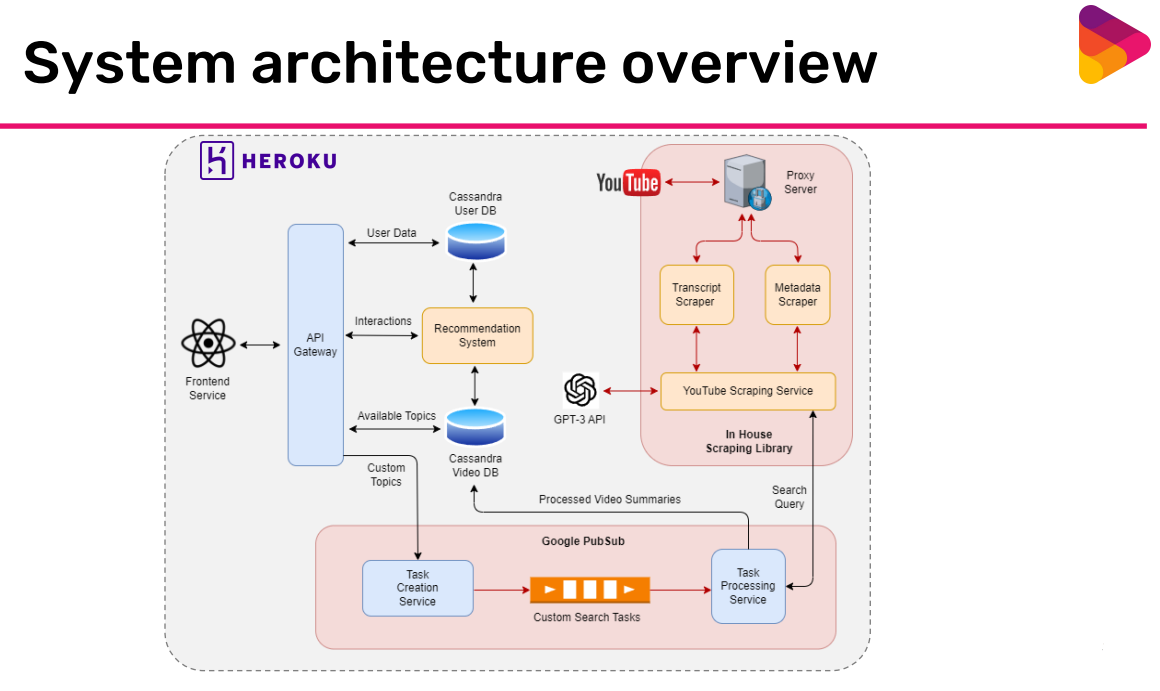 System architecture overview
HEROKU
YouTube
Proxy
Server
Cassandra
User DB
User Data
Transcript
Scraper
Metadata
Scraper
API
Gateway
Interactions
Recommendation
System
Frontend
Service
YouTube Scraping Service
GPT-3 API
Available Topics
In House
Scraping Library
Cassandra
Video DB
Custom
Topics
Search
Query
Processed Video Summaries
Google PubSub
Task
Creation
Service
Custom Search Tasks
Task
Processing
Service